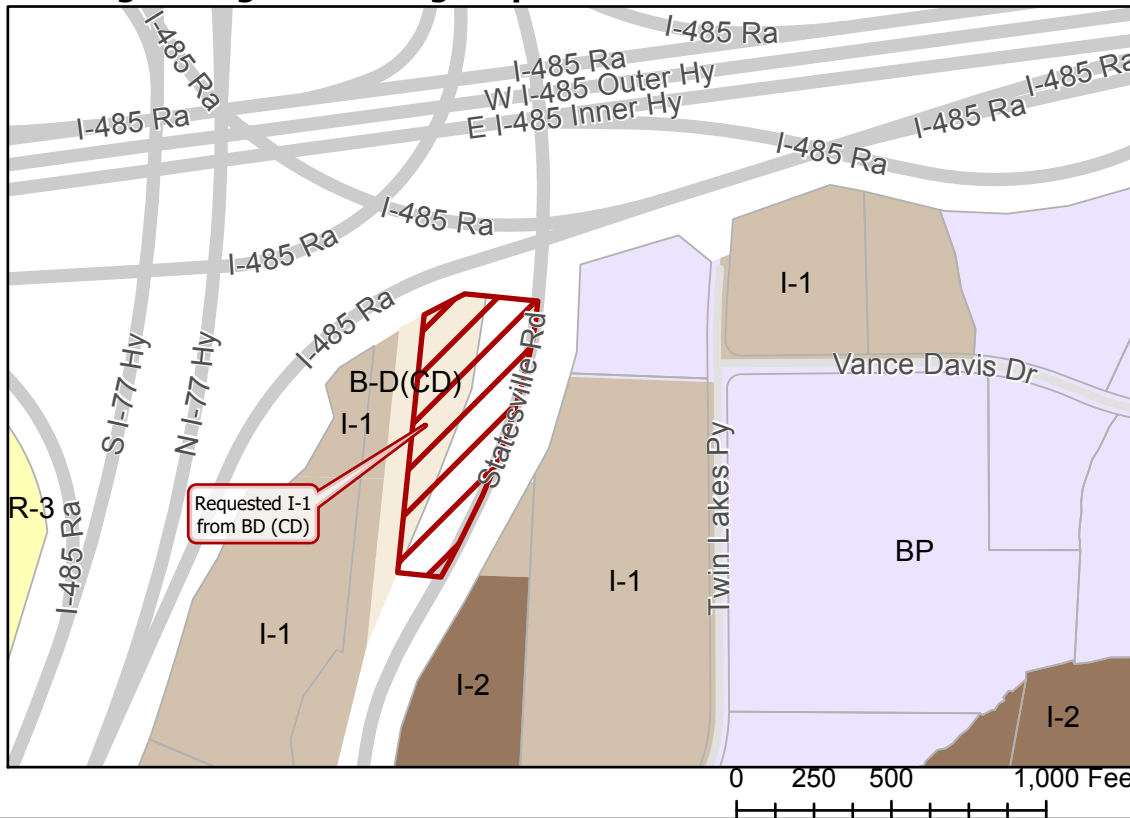 I-485 Ra
I-485 Ra
I-485 Ra
W I-485 Outer Hy
E I-485 Inner Hy
I-485 Ra
I-485 Ra
I-485 Ra
I-485 Ra
I-485 Ra
I-485 Ra
I-485 Ra
I-1
S I-77 Hy
N I-77 Hy
B-D(CD)
Vance Davis Dr
I-1
Statesville Rd
Requested I-1
from BD (CD)
R-3
I-485 Ra
Twin Lakes Py
BP
I-1
I-1
I-2
I-2
0 250 500 1,000 Fee